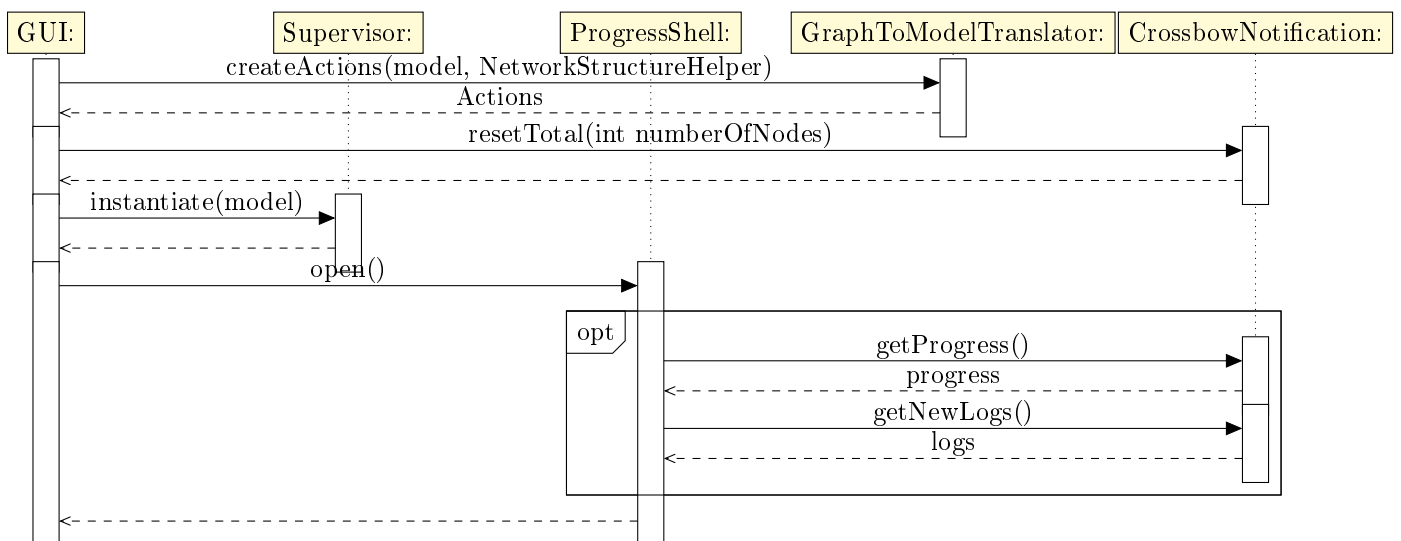 GUI:
Supervisor:
ProgressShell:
GraphToModelTranslator:
CrossbowNotification:
createActions(model, NetworkStructureHelper)
Actions
resetTotal(int numberOfNodes)
instantiate(model)
open()
opt
getProgress()
progress
getNewLogs()
logs